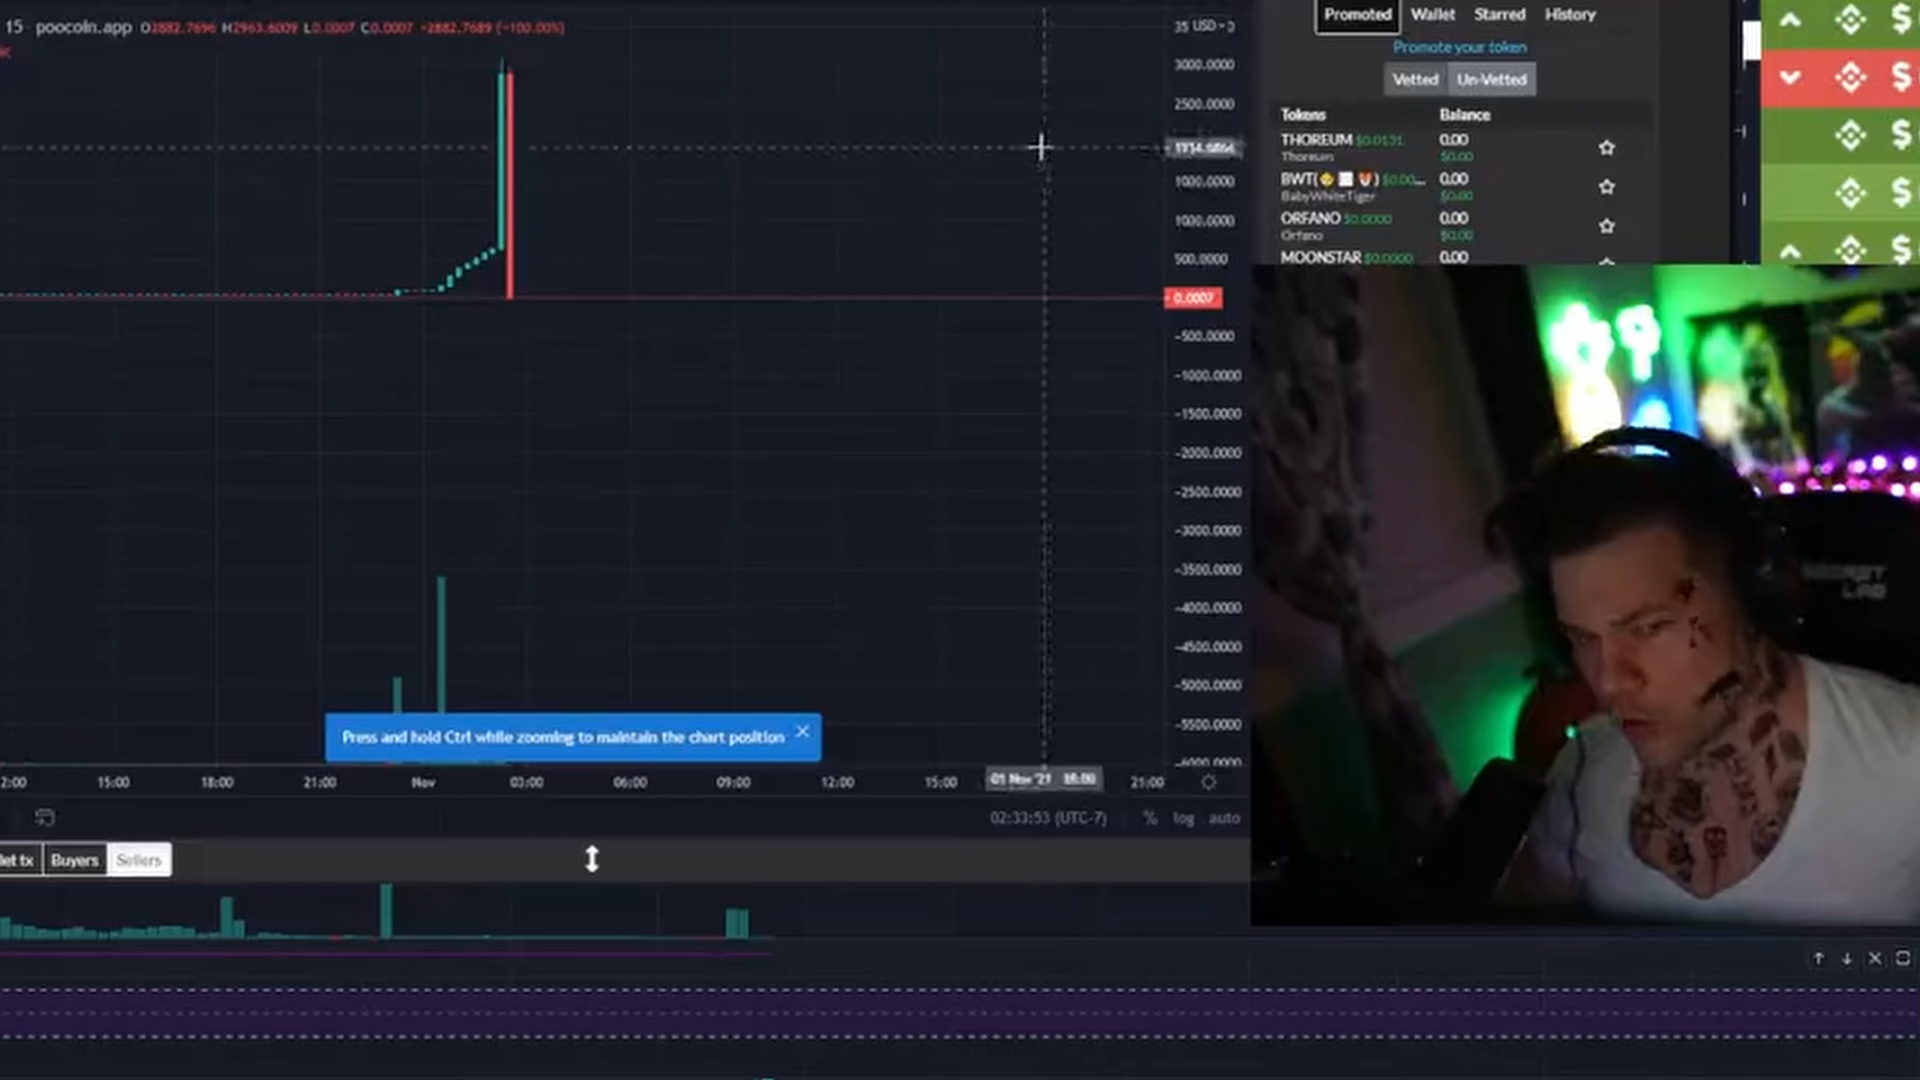 15 · poocoin.app O2882.7696 H2963.6009 L0.0007 C0.0007 -2882.7689 (-100.00%)
USD
3000.0000
2500.0000
1000.0000
1000.0000
500.0000
0.0007
-500.0000
-1000.0000
-1500.0000
-2000.0000
-2500.0000
-3000.0000
-3500.0000
-4000.0000
-4500.0000
-5000.0000
-5500.0000
-6000.0000
Press and hold Ctrl while zooming to maintain the chart position
2:00 15:00 18:00 21:00 Nov 03:00 06:00 09:00 12:00 15:00 01 Nov '21 18:00 21:00
02:33:53 (UTC-7) % log auto
let tx Buyers Sellers
Promoted Wallet Starred History
Promote your token
Vetted Un-Vetted
Tokens Balance
THOREUM $0.0131 0.00
Thoreum $0.00
BWT( ) $0.00... 0.00
BabyWhiteTiger $0.00
ORFANO $0.0000 0.00
Orfano $0.00
MOONSTAR $0.0000 0.00
$
$
$
$
$
SECRET
LAB